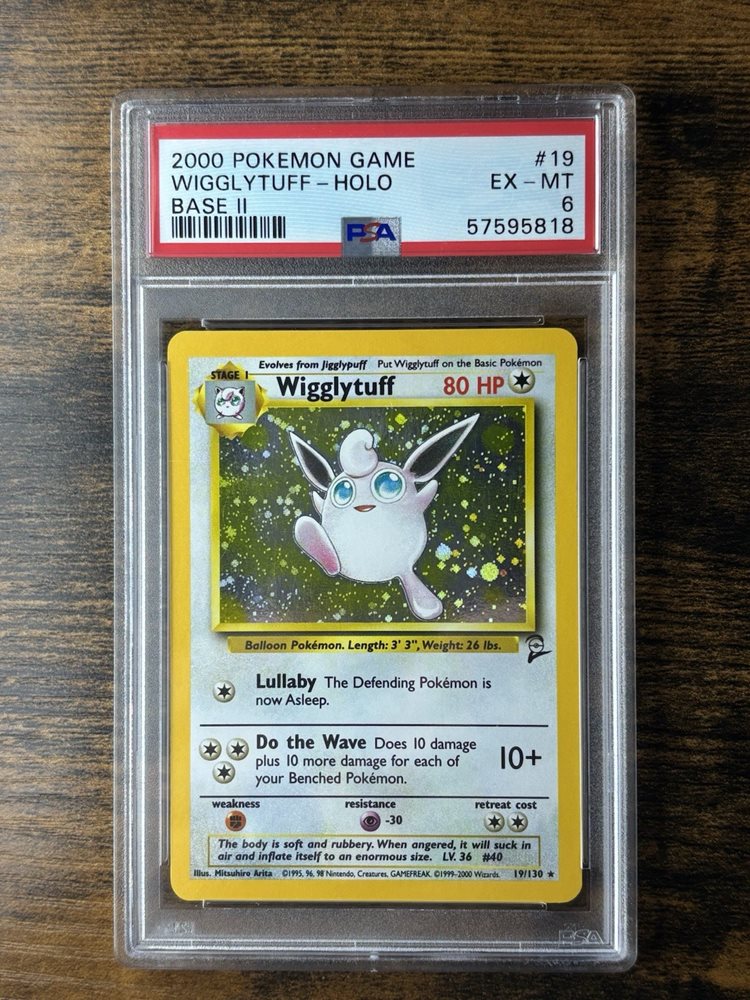 2000 POKEMON GAME #19
WIGGLYTUFF - HOLO EX - MT
BASE II 6
PSA 57595818
Evolves from Jigglypuff Put Wigglytuff on the Basic Pokémon
STAGE 1
Wigglytuff 80 HP
Balloon Pokémon. Length: 3' 3", Weight: 26 lbs.
Lullaby The Defending Pokémon is
now Asleep.
Do the Wave Does 10 damage
plus 10 more damage for each of
your Benched Pokémon.
10+
weakness resistance retreat cost
-30
The body is soft and rubbery. When angered, it will suck in
air and inflate itself to an enormous size. LV. 36 #40
Illus. Mitsuhiro Arita ©1995, 96, 98 Nintendo, Creatures, GAMEFREAK. ©1999-2000 Wizards. 19/130 ★
PSA